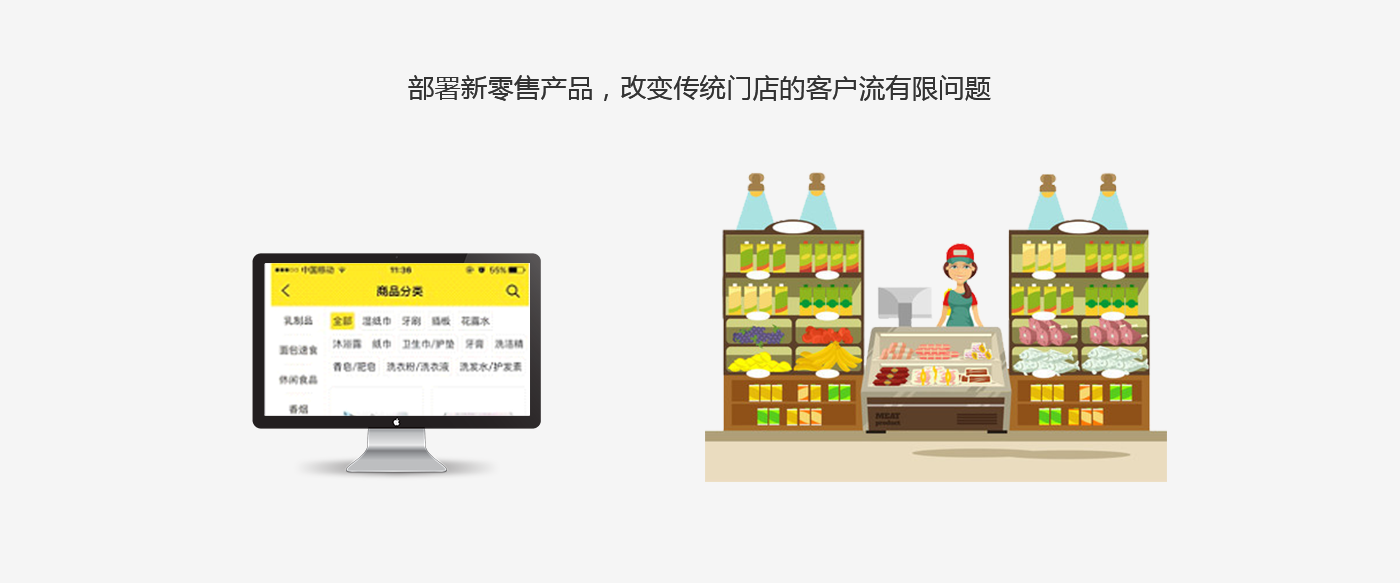 部署新零售产品，改变传统门店的客户流有限问题
中国移动 11:36 55%
商品分类
乳制品 全部 湿纸巾 牙刷 插板 花露水
沐浴露 纸巾 卫生巾/护垫 牙膏 洗洁精
面包速食
香皂/肥皂 洗衣粉/洗衣液 洗发水/护发素
休闲食品
香烟
MEAT
product